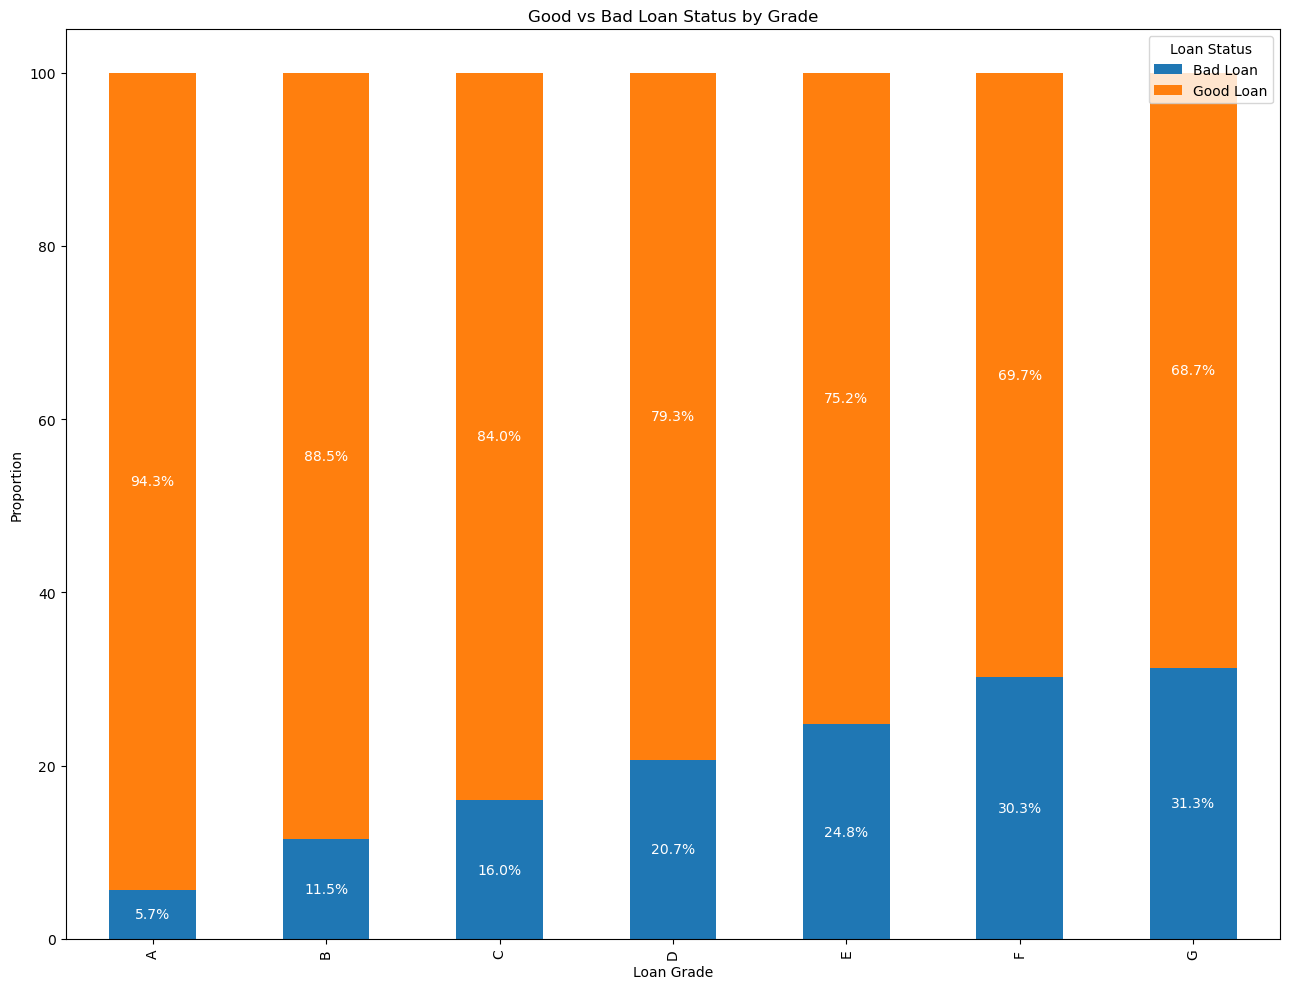 Good vs Bad Loan Status by Grade
Loan Status
Bad Loan
Good Loan
100
80
60
40
20
0
Proportion
94.3%
88.5%
84.0%
79.3%
75.2%
69.7%
68.7%
5.7%
11.5%
16.0%
20.7%
24.8%
30.3%
31.3%
A
B
C
D
E
F
G
Loan Grade